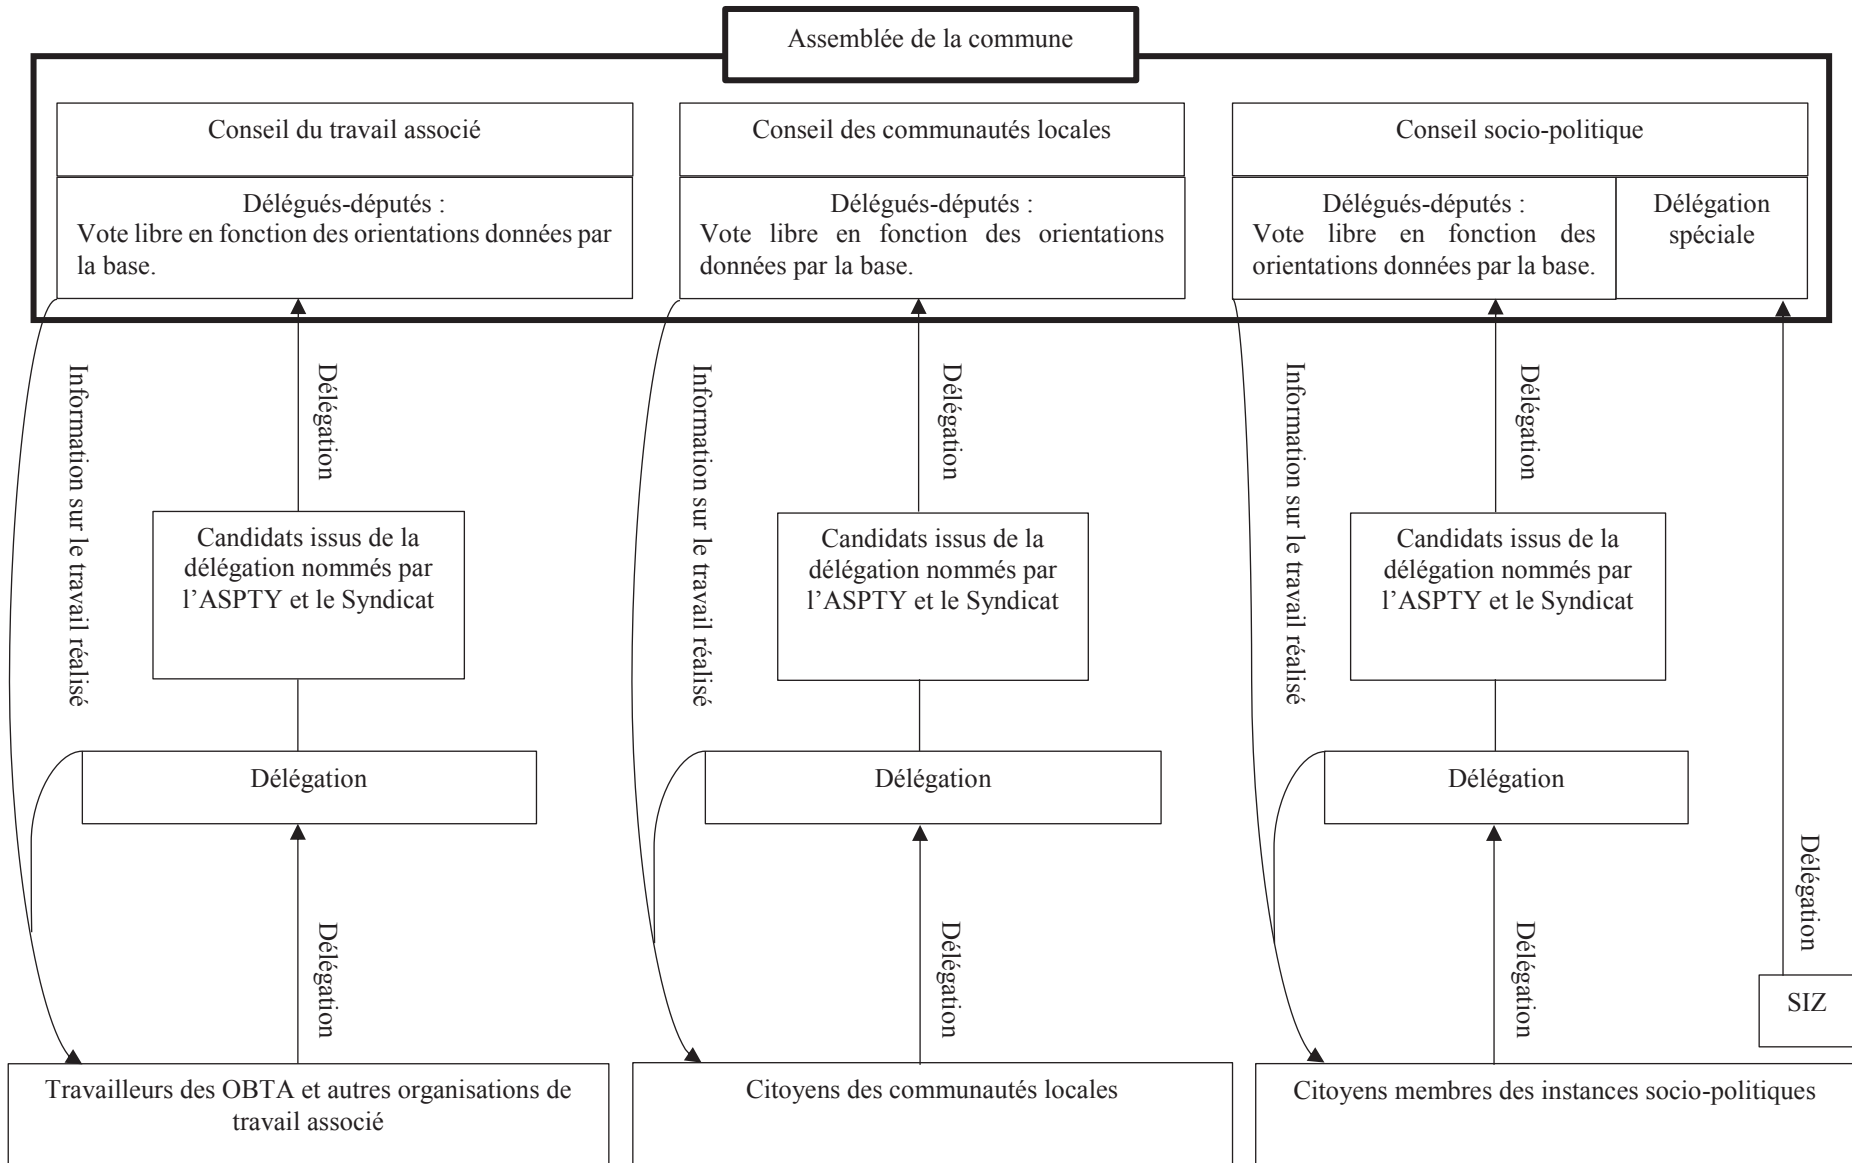 Assemblée de la commune
Conseil du travail associé
Délégués-députés :
Vote libre en fonction des orientations données par
la base.
Conseil des communautés locales
Délégués-députés :
Vote libre en fonction des orientations
données par la base.
Conseil socio-politique
Délégués-députés :
Vote libre en fonction des
orientations données par la base.
Délégation
spéciale
Information sur le travail réalisé
Délégation
Candidats issus de la
délégation nommés par
l’ASPTY et le Syndicat
Délégation
Délégation
Travailleurs des OBTA et autres organisations de
travail associé
Information sur le travail réalisé
Délégation
Candidats issus de la
délégation nommés par
l’ASPTY et le Syndicat
Délégation
Délégation
Citoyens des communautés locales
Information sur le travail réalisé
Délégation
Candidats issus de la
délégation nommés par
l’ASPTY et le Syndicat
Délégation
Délégation
Citoyens membres des instances socio-politiques
Délégation
SIZ